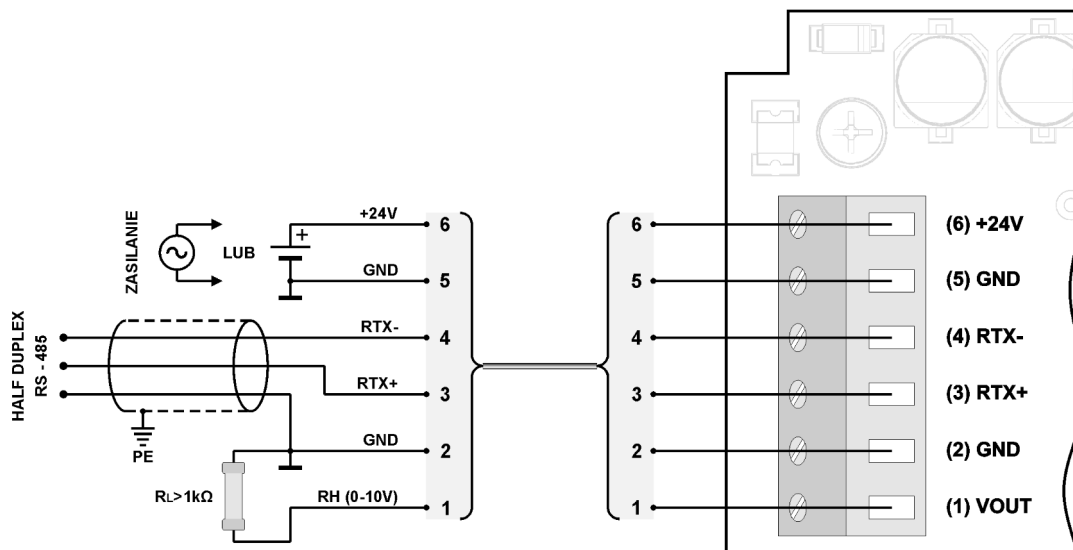 ZASILANIE
LUB
+
+24V
GND
RTX-
RTX+
GND
RH (0-10V)
HALF DUPLEX
RS - 485
PE
RL>1kΩ
6
5
4
3
2
1
6
5
4
3
2
1
(6) +24V
(5) GND
(4) RTX-
(3) RTX+
(2) GND
(1) VOUT